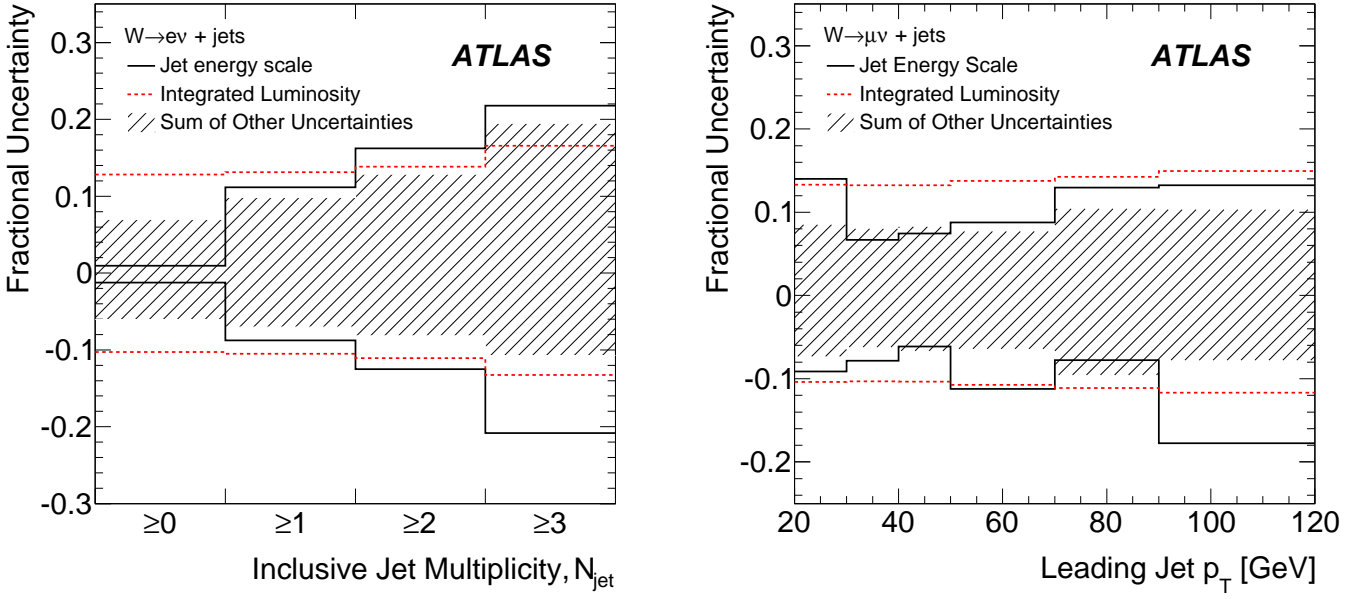 W→eν + jets
ATLAS
Jet energy scale
Integrated Luminosity
Sum of Other Uncertainties
Fractional Uncertainty
0.3
0.2
0.1
0
-0.1
-0.2
-0.3
≥0 ≥1 ≥2 ≥3
Inclusive Jet Multiplicity, N_jet
W→μν + jets
ATLAS
Jet Energy Scale
Integrated Luminosity
Sum of Other Uncertainties
Fractional Uncertainty
0.3
0.2
0.1
0
-0.1
-0.2
20 40 60 80 100 120
Leading Jet p_T [GeV]